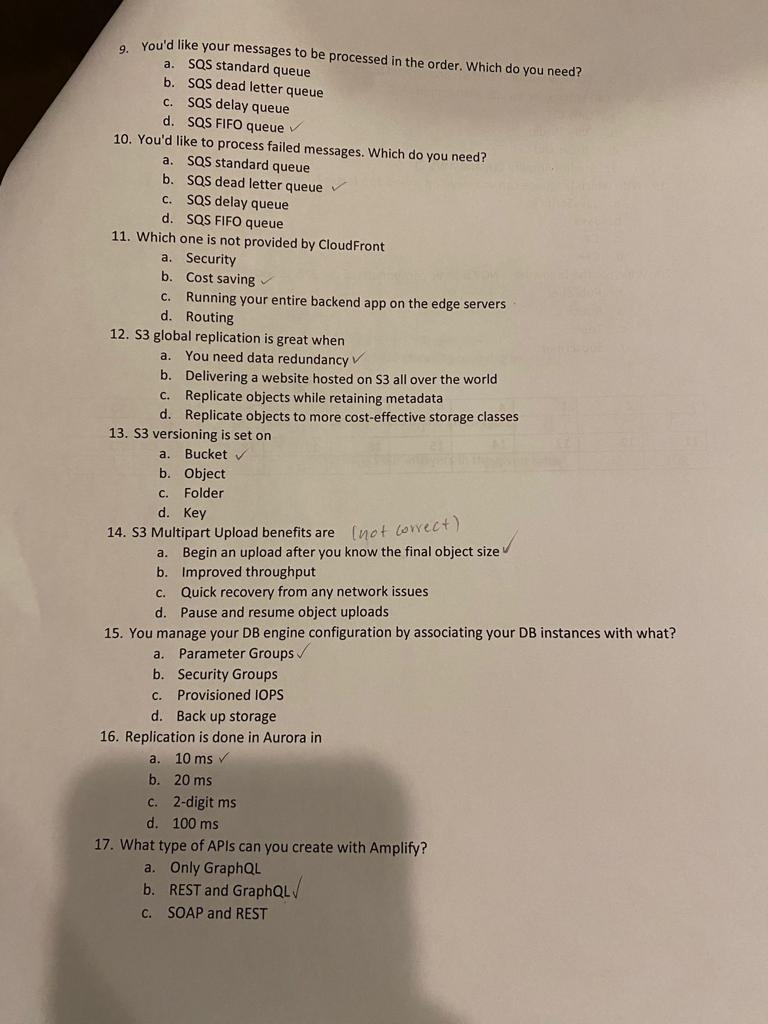 9. You'd like your messages to be processed in the order. Which do you need?
a. SQS standard queue
b. SQS dead letter queue
c. SQS delay queue
d. SQS FIFO queue ✓
10. You'd like to process failed messages. Which do you need?
a. SQS standard queue
b. SQS dead letter queue ✓
c. SQS delay queue
d. SQS FIFO queue
11. Which one is not provided by CloudFront
a. Security
b. Cost saving ✓
c. Running your entire backend app on the edge servers
d. Routing
12. S3 global replication is great when
a. You need data redundancy ✓
b. Delivering a website hosted on S3 all over the world
c. Replicate objects while retaining metadata
d. Replicate objects to more cost-effective storage classes
13. S3 versioning is set on
a. Bucket ✓
b. Object
c. Folder
d. Key
14. S3 Multipart Upload benefits are (not correct)
a. Begin an upload after you know the final object size ✓
b. Improved throughput
c. Quick recovery from any network issues
d. Pause and resume object uploads
15. You manage your DB engine configuration by associating your DB instances with what?
a. Parameter Groups ✓
b. Security Groups
c. Provisioned IOPS
d. Back up storage
16. Replication is done in Aurora in
a. 10 ms ✓
b. 20 ms
c. 2-digit ms
d. 100 ms
17. What type of APIs can you create with Amplify?
a. Only GraphQL
b. REST and GraphQL ✓
c. SOAP and REST